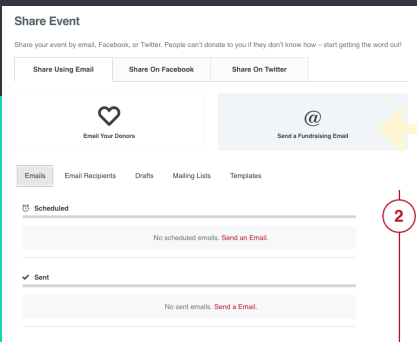 Share Event
Share your event by email, Facebook, or Twitter. People can't donate to you if they don't know how – start getting the word out!
Share Using Email Share On Facebook Share On Twitter
@
Email Your Donors Send a Fundraising Email
Emails Email Recipients Drafts Mailing Lists Templates
Scheduled
2
No scheduled emails. Send an Email.
Sent
No sent emails. Send a Email.